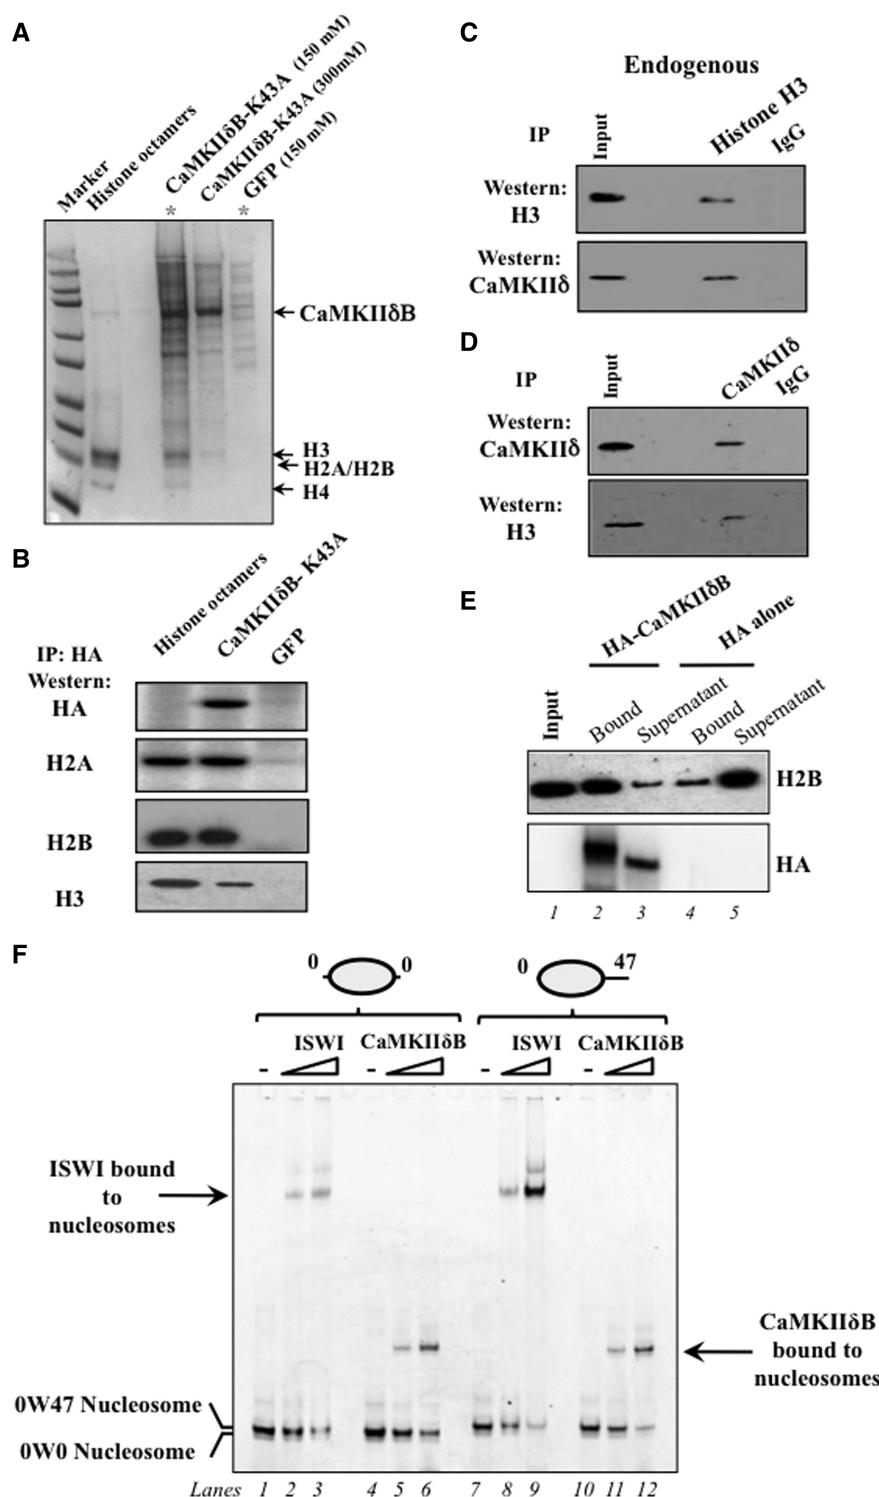 A
Marker
Histone octamers
CaMKIIδB-K43A (150 mM)
CaMKIIδB-K43A (300mM)
GFP (150 mM)
* *
CaMKIIδB
H3
H2A/H2B
H4
B
Histone octamers
CaMKIIδB- K43A
GFP
IP: HA
Western:
HA
H2A
H2B
H3
C
Endogenous
IP
Input
Histone H3
IgG
Western:
H3
Western:
CaMKIIδ
D
IP
Input
CaMKIIδ
IgG
Western:
CaMKIIδ
Western:
H3
E
HA-CaMKIIδB
HA alone
Input
Bound
Supernatant
Bound
Supernatant
H2B
HA
1 2 3 4 5
F
0 0 0 47
ISWI CaMKIIδB ISWI CaMKIIδB
- - - -
ISWI bound
to
nucleosomes
CaMKIIδB
bound to
nucleosomes
0W47 Nucleosome
0W0 Nucleosome
Lanes 1 2 3 4 5 6 7 8 9 10 11 12